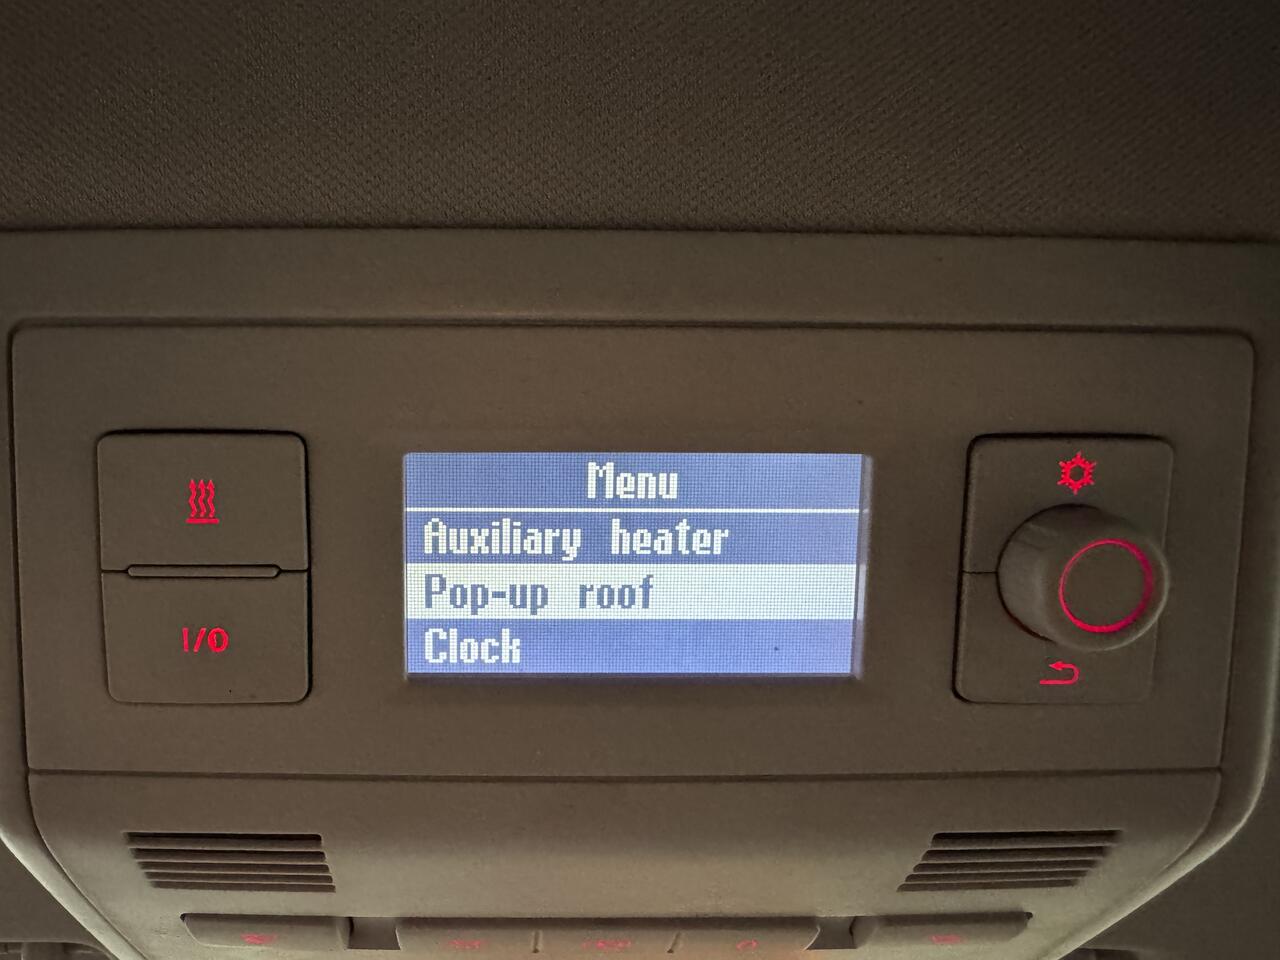 Menu
Auxiliary heater
Pop-up roof
Clock
I/O